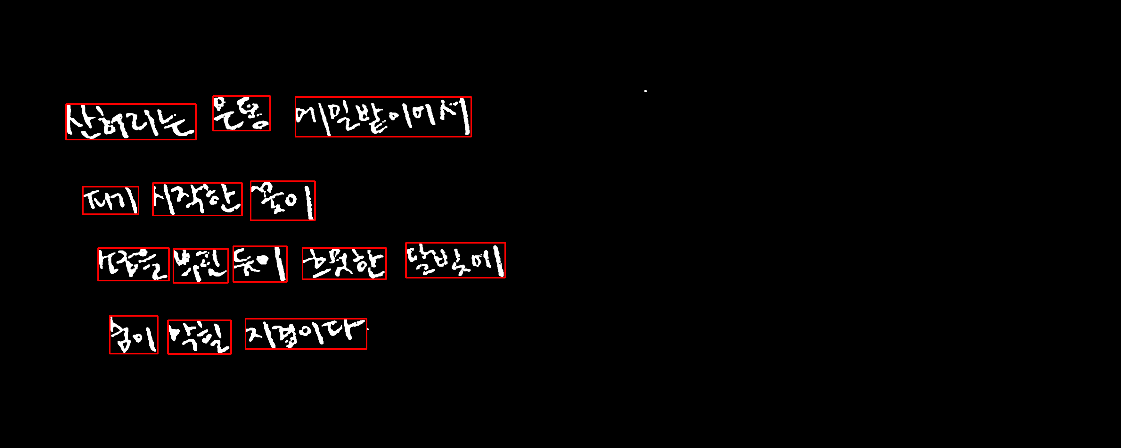 산허리는 온통 메밀밭이어서
피기 시작한 꽃이
소금을 뿌린 듯이 흐뭇한 달빛에
숨이 막힐 지경이다